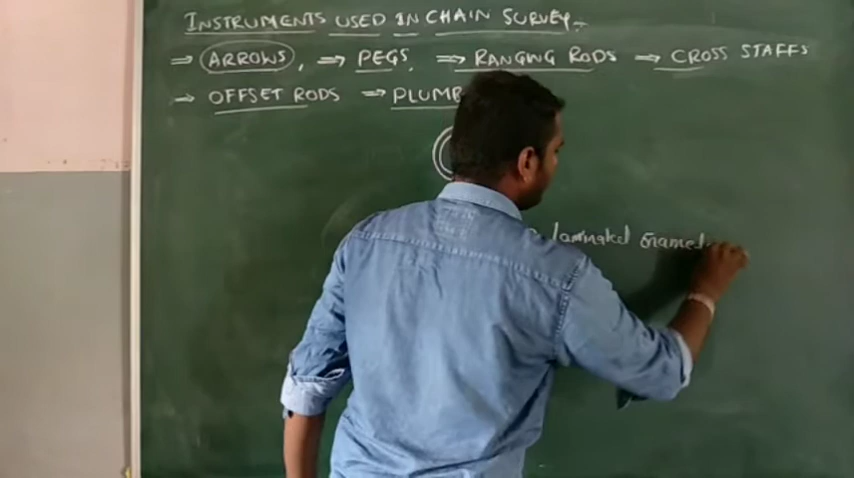 INSTRUMENTS USED IN CHAIN SURVEY:-
⇒ ARROWS, ⇒ PEGS, ⇒ RANGING RODS ⇒ CROSS STAFFS
⇒ OFFSET RODS ⇒ PLUMB